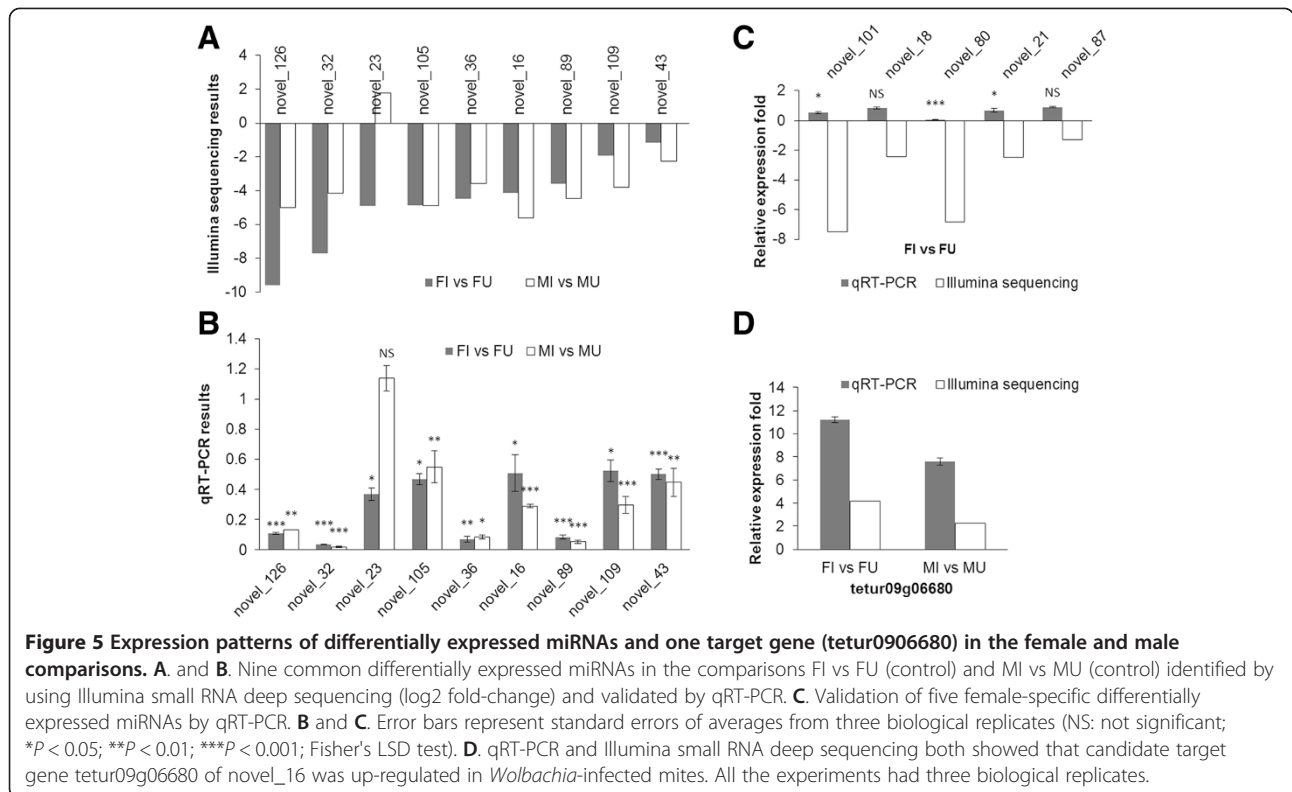 A
Illumina sequencing results
4
2
0
-2
-4
-6
-8
-10
novel_126
novel_32
novel_23
novel_105
novel_36
novel_16
novel_89
novel_109
novel_43
FI vs FU
MI vs MU
B
qRT-PCR results
1.4
1.2
1
0.8
0.6
0.4
0.2
0
FI vs FU
MI vs MU
*** **
*** ***
* NS
* **
** *
* ***
*** ***
* ***
*** **
novel_126
novel_32
novel_23
novel_105
novel_36
novel_16
novel_89
novel_109
novel_43
C
Relative expression fold
novel_101
novel_18
novel_80
novel_21
novel_87
2
0
-2
-4
-6
-8
* NS *** * NS
FI vs FU
qRT-PCR
Illumina sequencing
D
Relative expression fold
qRT-PCR
Illumina sequencing
14
12
10
8
6
4
2
0
FI vs FU
MI vs MU
tetur09g06680
Figure 5 Expression patterns of differentially expressed miRNAs and one target gene (tetur0906680) in the female and male
comparisons. A. and B. Nine common differentially expressed miRNAs in the comparisons FI vs FU (control) and MI vs MU (control) identified by
using Illumina small RNA deep sequencing (log2 fold-change) and validated by qRT-PCR. C. Validation of five female-specific differentially
expressed miRNAs by qRT-PCR. B and C. Error bars represent standard errors of averages from three biological replicates (NS: not significant;
*P < 0.05; **P < 0.01; ***P < 0.001; Fisher's LSD test). D. qRT-PCR and Illumina small RNA deep sequencing both showed that candidate target
gene tetur09g06680 of novel_16 was up-regulated in Wolbachia-infected mites. All the experiments had three biological replicates.